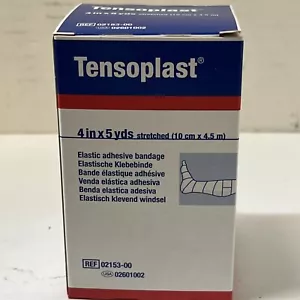 Tensoplast®
4 in x 5 yds stretched (10 cm x 4.5 m)
Elastic adhesive bandage
Elastische Klebebinde
Bande élastique adhésive
Venda elástica adhesiva
Benda elastica adesiva
Elastisch klevend windsel
REF 02153-00
02601002